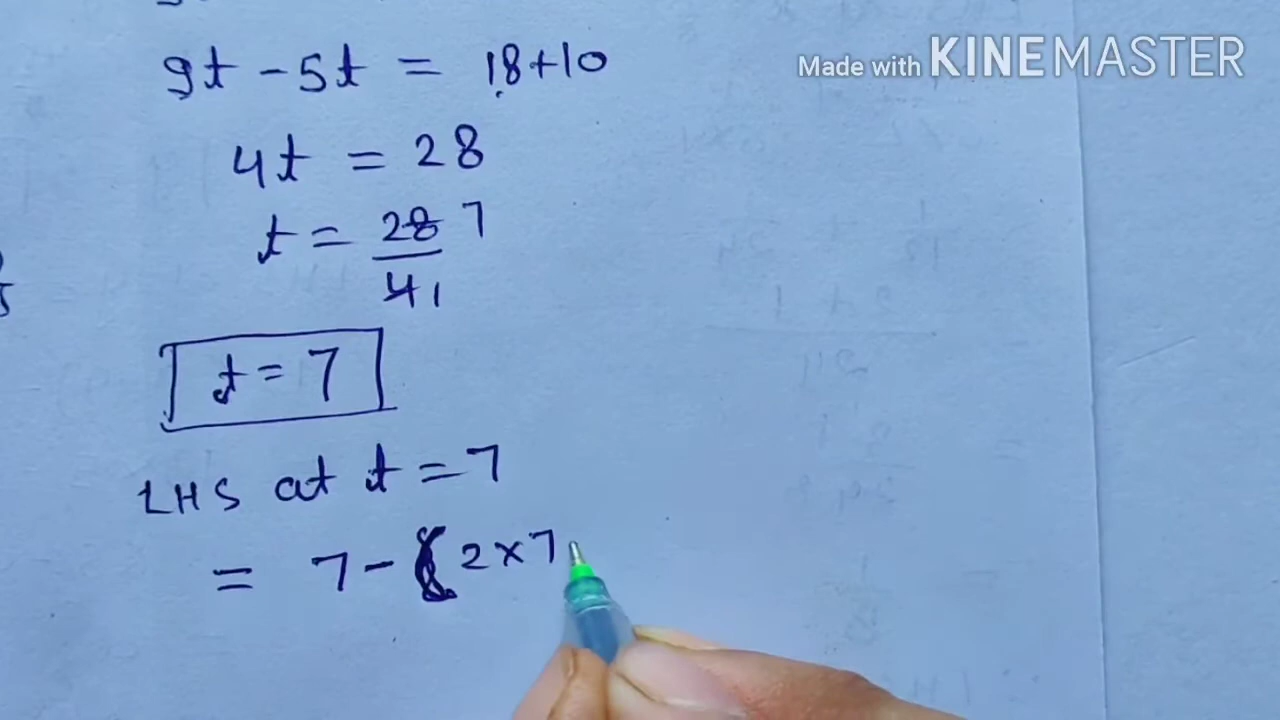 9t - 5t = 18+10
Made with KINEMASTER
4t = 28
t = 28/4 7 1
t = 7
LHS at t = 7
= 7 - ( 2 × 7